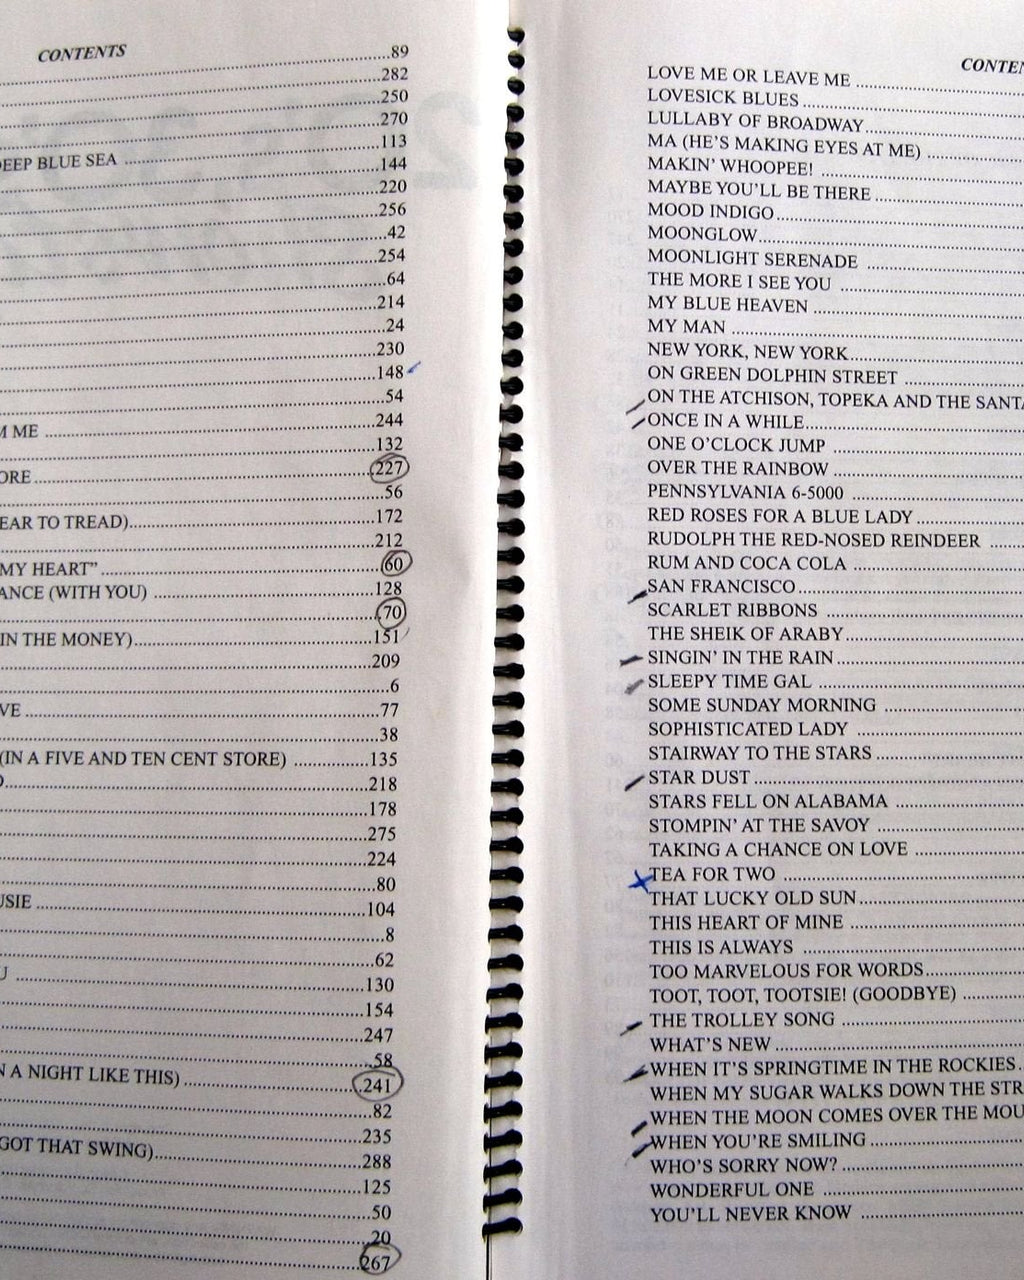 CONTENTS
89
282
250
270
113
DEEP BLUE SEA 144
220
256
42
254
64
214
24
230
148
54
M ME 244
132
ORE 227
56
EAR TO TREAD) 172
212
MY HEART” 60
ANCE (WITH YOU) 128
70
IN THE MONEY) 151
209
6
VE 77
38
(IN A FIVE AND TEN CENT STORE) 135
218
178
275
224
80
USIE 104
8
62
U 130
154
247
58
N A NIGHT LIKE THIS) 241
82
235
GOT THAT SWING) 288
125
50
20
267
CONTEN
LOVE ME OR LEAVE ME
LOVESICK BLUES
LULLABY OF BROADWAY
MA (HE’S MAKING EYES AT ME)
MAKIN’ WHOOPEE!
MAYBE YOU’LL BE THERE
MOOD INDIGO
MOONGLOW
MOONLIGHT SERENADE
THE MORE I SEE YOU
MY BLUE HEAVEN
MY MAN
NEW YORK, NEW YORK
ON GREEN DOLPHIN STREET
ON THE ATCHISON, TOPEKA AND THE SANTA
ONCE IN A WHILE
ONE O’CLOCK JUMP
OVER THE RAINBOW
PENNSYLVANIA 6-5000
RED ROSES FOR A BLUE LADY
RUDOLPH THE RED-NOSED REINDEER
RUM AND COCA COLA
SAN FRANCISCO
SCARLET RIBBONS
THE SHEIK OF ARABY
SINGIN’ IN THE RAIN
SLEEPY TIME GAL
SOME SUNDAY MORNING
SOPHISTICATED LADY
STAIRWAY TO THE STARS
STAR DUST
STARS FELL ON ALABAMA
STOMPIN’ AT THE SAVOY
TAKING A CHANCE ON LOVE
TEA FOR TWO
THAT LUCKY OLD SUN
THIS HEART OF MINE
THIS IS ALWAYS
TOO MARVELOUS FOR WORDS
TOOT, TOOT, TOOTSIE! (GOODBYE)
THE TROLLEY SONG
WHAT’S NEW
WHEN IT’S SPRINGTIME IN THE ROCKIES
WHEN MY SUGAR WALKS DOWN THE STR
WHEN THE MOON COMES OVER THE MOU
WHEN YOU’RE SMILING
WHO’S SORRY NOW?
WONDERFUL ONE
YOU’LL NEVER KNOW